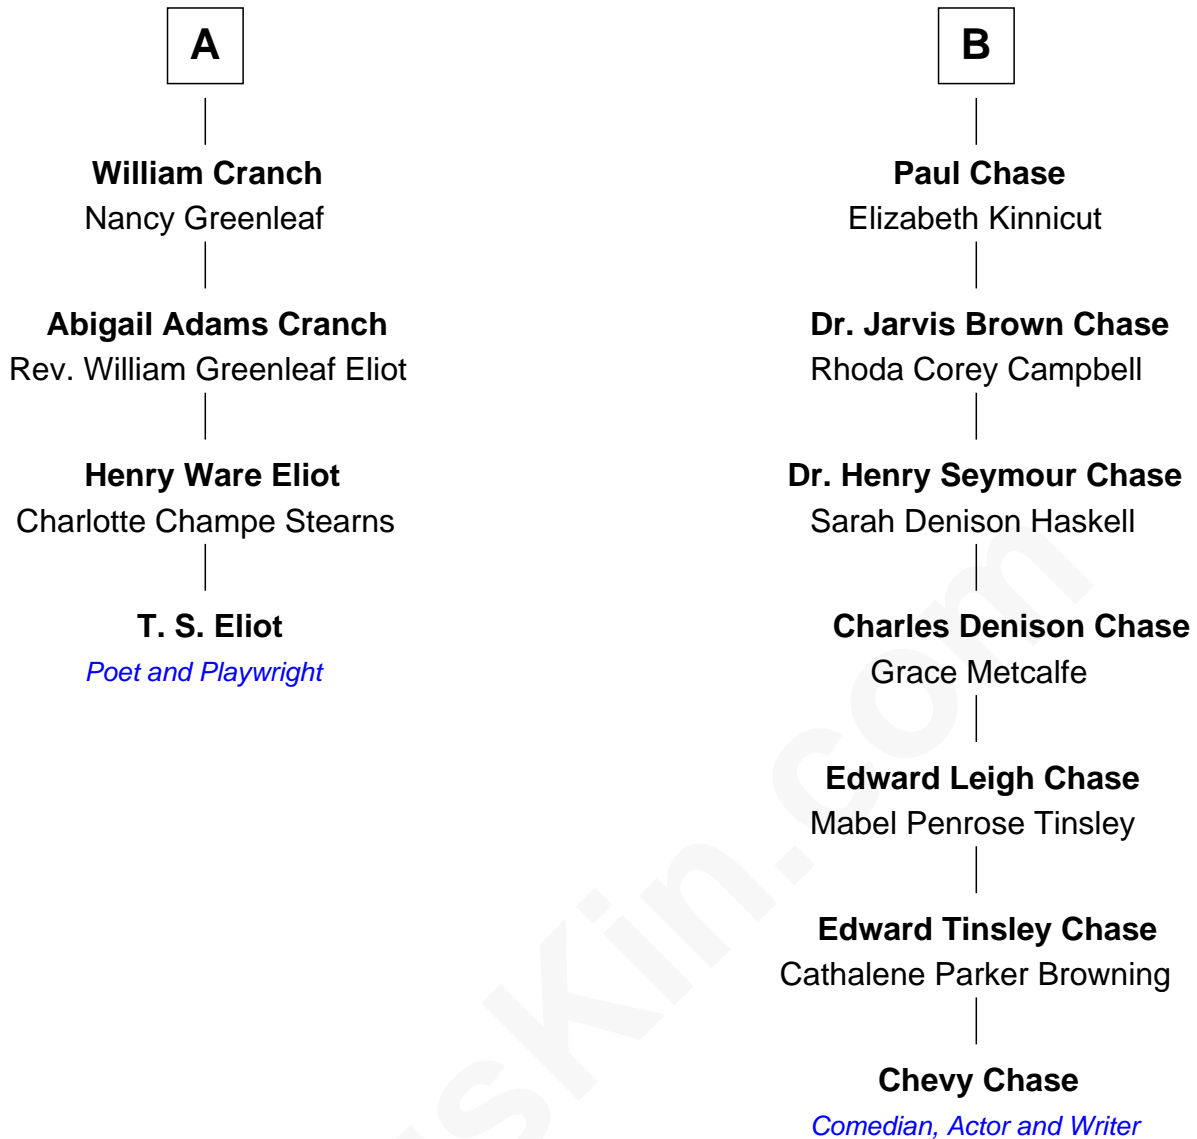 A
William Cranch
Nancy Greenleaf
Abigail Adams Cranch
Rev. William Greenleaf Eliot
Henry Ware Eliot
Charlotte Champe Stearns
T. S. Eliot
Poet and Playwright
B
Paul Chase
Elizabeth Kinnicut
Dr. Jarvis Brown Chase
Rhoda Corey Campbell
Dr. Henry Seymour Chase
Sarah Denison Haskell
Charles Denison Chase
Grace Metcalfe
Edward Leigh Chase
Mabel Penrose Tinsley
Edward Tinsley Chase
Cathalene Parker Browning
Chevy Chase
Comedian, Actor and Writer